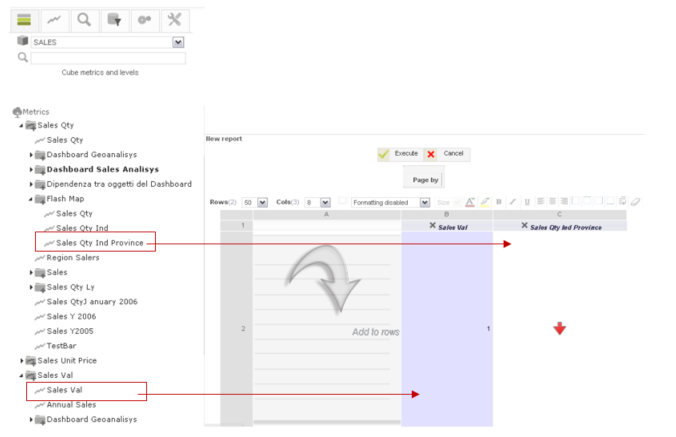 SALES
Cube metrics and levels
Metrics
Sales Qty
Sales Qty
Dashboard Geoanalisys
Dashboard Sales Analisys
Dipendenza tra oggetti del Dashboard
Flash Map
Sales Qty
Sales Qty Ind
Sales Qty Ind Province
Region Salers
Sales
Sales Qty Ly
Sales QtyJ anuary 2006
Sales Y 2006
Sales Y2005
TestBar
Sales Unit Price
Sales Val
Sales Val
Annual Sales
Dashboard Geoanalisys
New report
Execute Cancel
Page by
Rows(2) 50 Cols(3) 8 Formatting disabled Size A B I U
A B C
1 Sales Val Sales Qty Ind Province
2 Add to rows 1